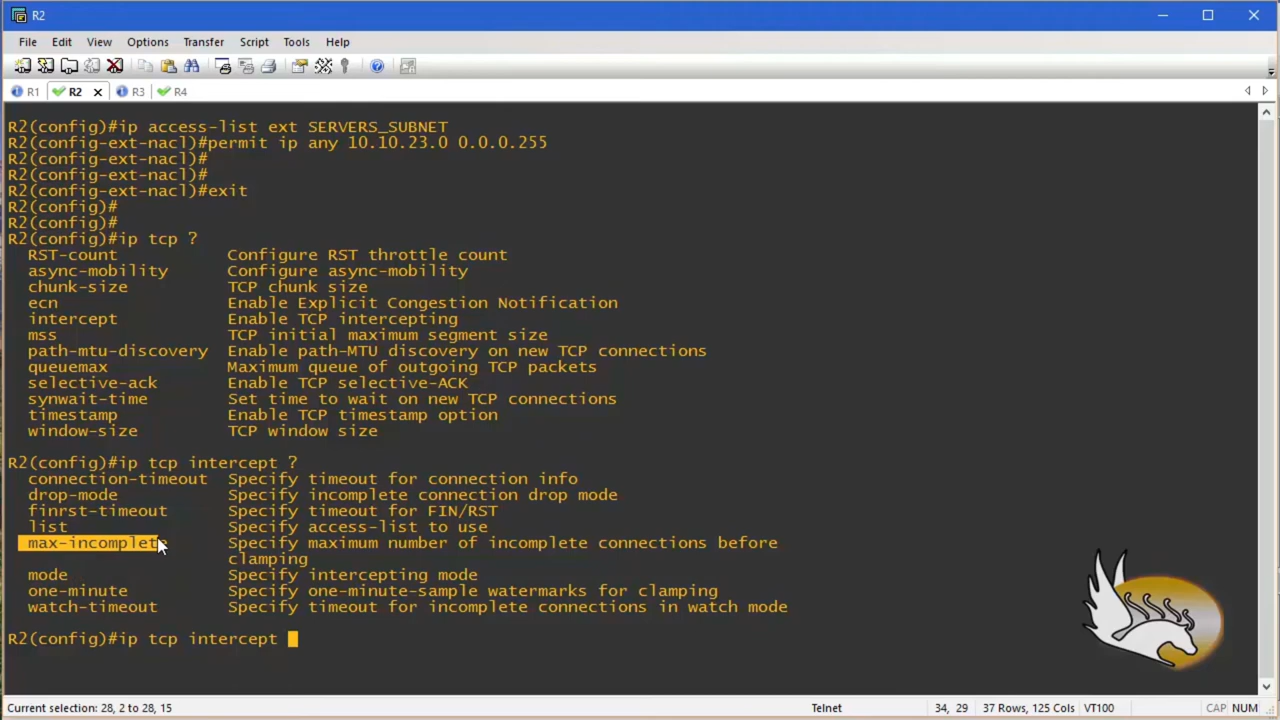 R2
File Edit View Options Transfer Script Tools Help
R1 R2 R3 R4
R2(config)#ip access-list ext SERVERS_SUBNET
R2(config-ext-nacl)#permit ip any 10.10.23.0 0.0.0.255
R2(config-ext-nacl)#
R2(config-ext-nacl)#
R2(config-ext-nacl)#exit
R2(config)#
R2(config)#
R2(config)#ip tcp ?
RST-count Configure RST throttle count
async-mobility Configure async-mobility
chunk-size TCP chunk size
ecn Enable Explicit Congestion Notification
intercept Enable TCP intercepting
mss TCP initial maximum segment size
path-mtu-discovery Enable path-MTU discovery on new TCP connections
queuemax Maximum queue of outgoing TCP packets
selective-ack Enable TCP selective-ACK
synwait-time Set time to wait on new TCP connections
timestamp Enable TCP timestamp option
window-size TCP window size
R2(config)#ip tcp intercept ?
connection-timeout Specify timeout for connection info
drop-mode Specify incomplete connection drop mode
finrst-timeout Specify timeout for FIN/RST
list Specify access-list to use
max-incomplete Specify maximum number of incomplete connections before
clamping
mode Specify intercepting mode
one-minute Specify one-minute-sample watermarks for clamping
watch-timeout Specify timeout for incomplete connections in watch mode
R2(config)#ip tcp intercept
Current selection: 28, 2 to 28, 15 Telnet 34, 29 37 Rows, 125 Cols VT100 CAP NUM